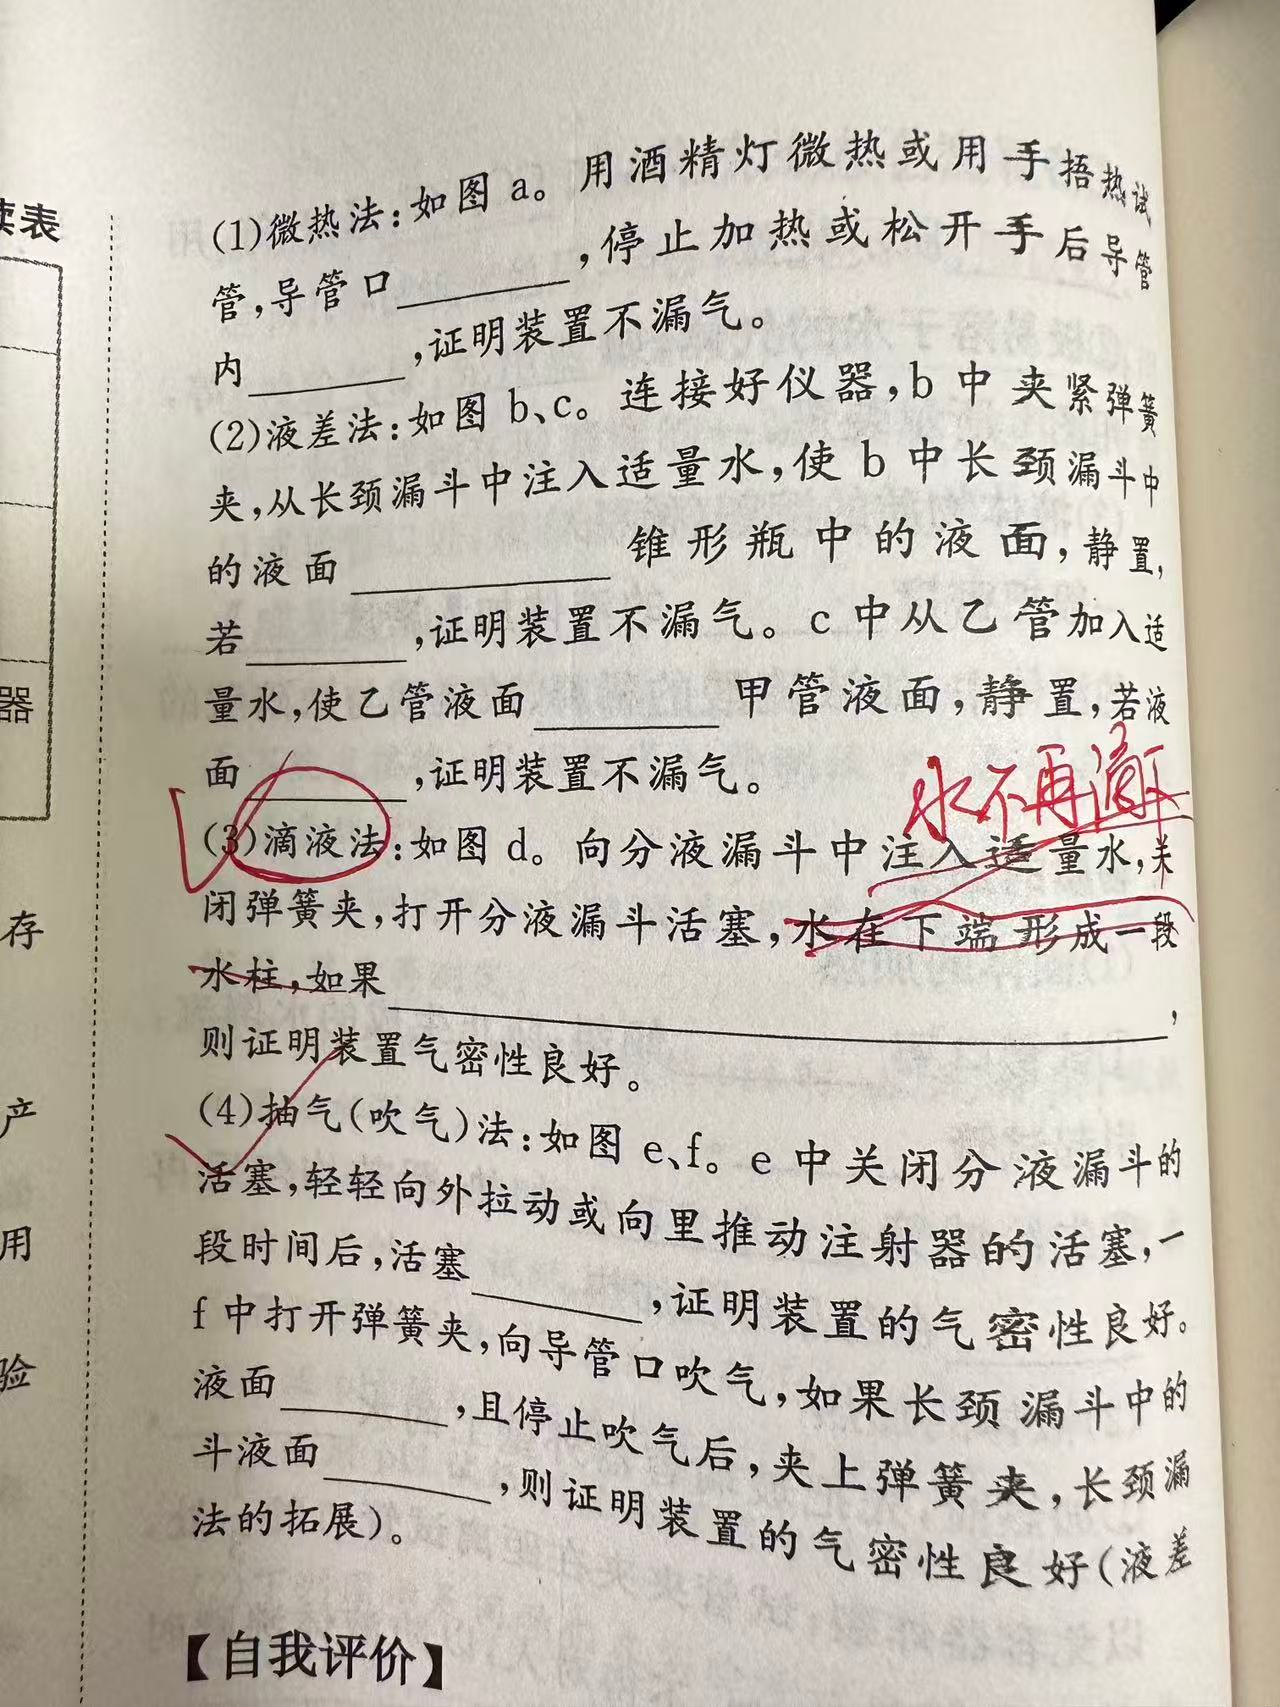 读表
器
存
产
用
验
(1)微热法:如图 a。用酒精灯微热或用手捂热试
管,导管口________,停止加热或松开手后导管
内________,证明装置不漏气。
(2)液差法:如图 b、c。连接好仪器,b 中夹紧弹簧
夹,从长颈漏斗中注入适量水,使 b 中长颈漏斗中
的液面____________锥形瓶中的液面,静置,
若________,证明装置不漏气。c 中从乙管加入适
量水,使乙管液面________甲管液面,静置,若液
面________,证明装置不漏气。
水不再滴下
(3)滴液法:如图 d。向分液漏斗中注入适量水,关
闭弹簧夹,打开分液漏斗活塞,水在下端形成一段
水柱,如果____________________________________,
则证明装置气密性良好。
(4)抽气(吹气)法:如图 e、f。e 中关闭分液漏斗的
活塞,轻轻向外拉动或向里推动注射器的活塞,一
段时间后,活塞________,证明装置的气密性良好。
f 中打开弹簧夹,向导管口吹气,如果长颈漏斗中的
液面________,且停止吹气后,夹上弹簧夹,长颈漏
斗液面________,则证明装置的气密性良好(液差
法的拓展)。
【自我评价】